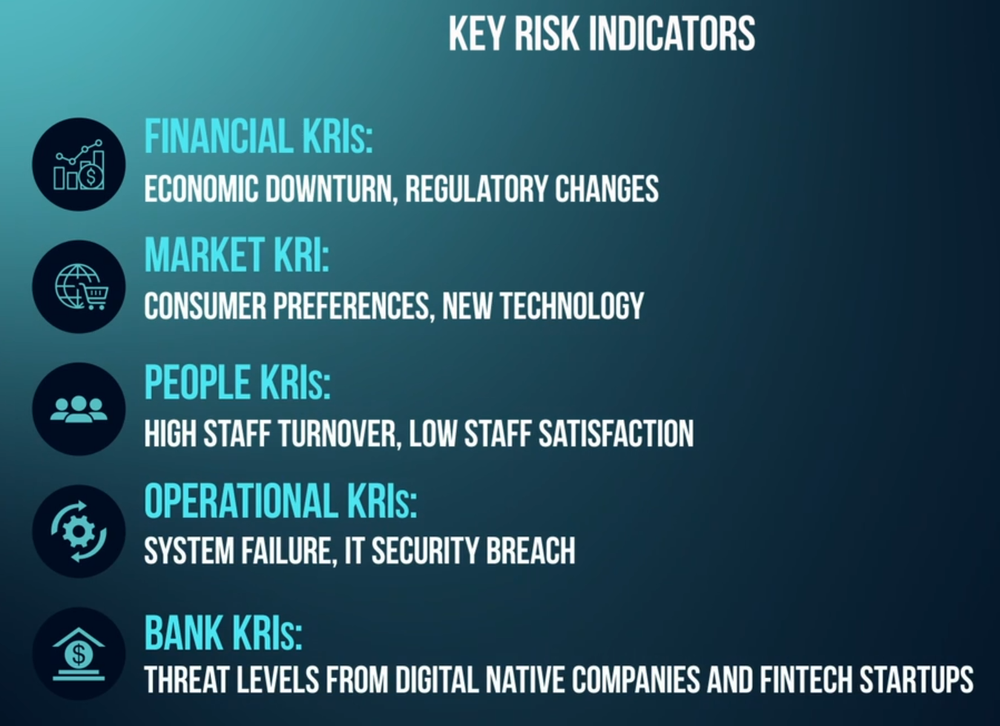 KEY RISK INDICATORS
FINANCIAL KRIs:
ECONOMIC DOWNTURN, REGULATORY CHANGES
MARKET KRI:
CONSUMER PREFERENCES, NEW TECHNOLOGY
PEOPLE KRIs:
HIGH STAFF TURNOVER, LOW STAFF SATISFACTION
OPERATIONAL KRIs:
SYSTEM FAILURE, IT SECURITY BREACH
BANK KRIs:
THREAT LEVELS FROM DIGITAL NATIVE COMPANIES AND FINTECH STARTUPS